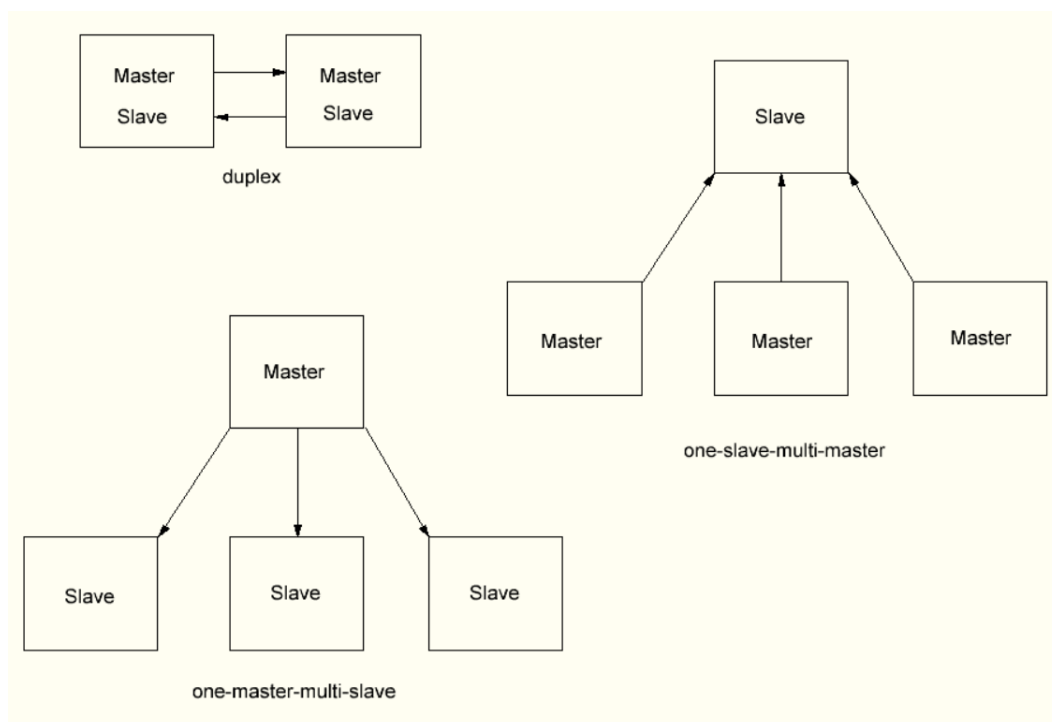 Master
Slave
Master
Slave
duplex
Slave
Master
Master
Master
one-slave-multi-master
Master
Slave
Slave
Slave
one-master-multi-slave